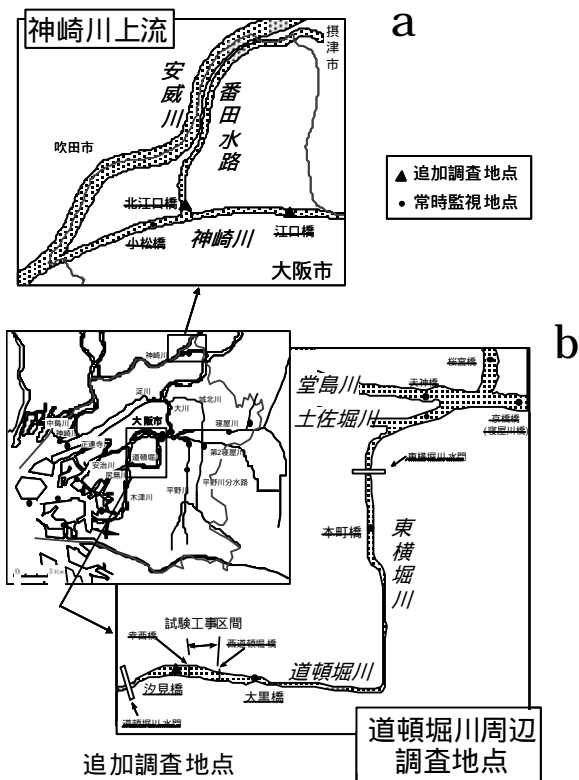 神崎川上流
a
摂津市
安威川
番田水路
吹田市
北江口橋
小松橋
神崎川
江口橋
大阪市
▲ 追加調査地点
• 常時監視地点
b
神崎川
淀川
大川
城北川
中島川
神崎川
正蓮寺川
大阪市
寝屋川
安治川
尻無川
道頓堀
第2寝屋川
木津川
平野川
平野川分水路
桜宮橋
堂島川
天神橋
土佐堀川
京橋
(寝屋川橋)
東横堀川水門
本町橋
東横堀川
試験工事区間
幸西橋
西道頓堀橋
汐見橋
大黒橋
道頓堀川
道頓堀川水門
道頓堀川周辺
調査地点
追加調査地点